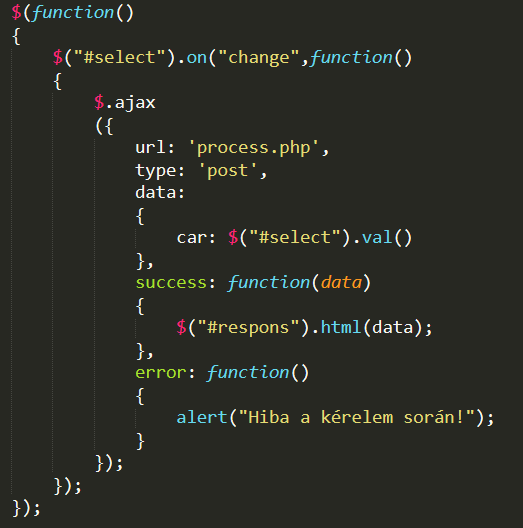 $(function()
{
    $("#select").on("change",function()
    {
        $.ajax
        ({
            url: 'process.php',
            type: 'post',
            data:
            {
                car: $("#select").val()
            },
            success: function(data)
            {
                $("#respons").html(data);
            },
            error: function()
            {
                alert("Hiba a kérelem során!");
            }
        });
    });
});